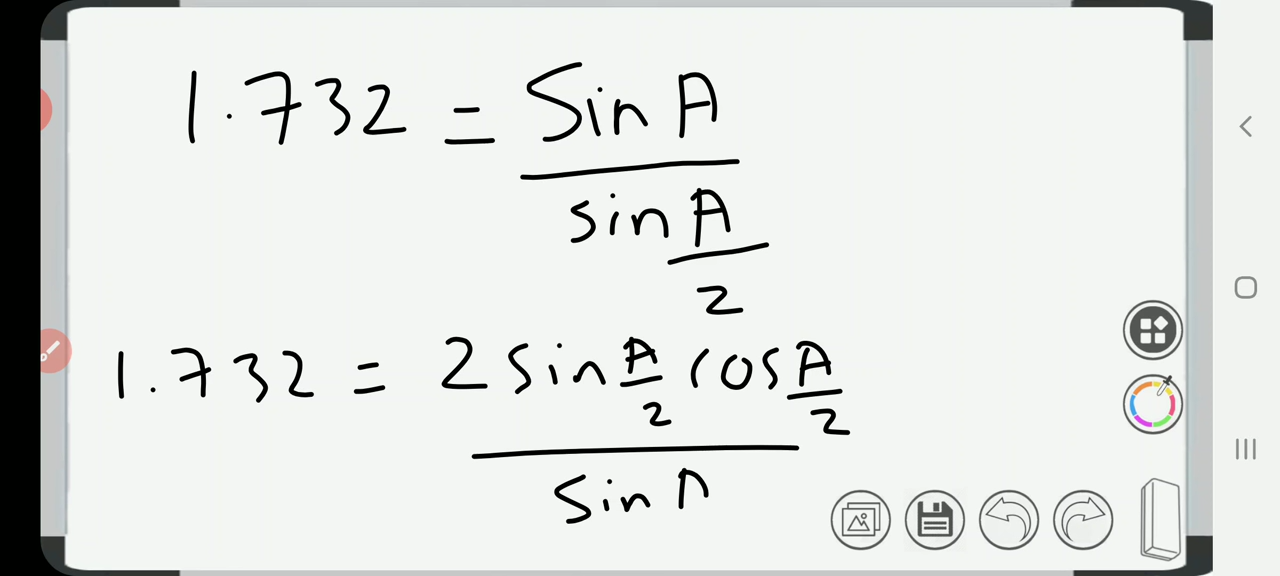 1.732 = Sin A / sin A/2
1.732 = 2 sin A/2 cos A/2 / sin